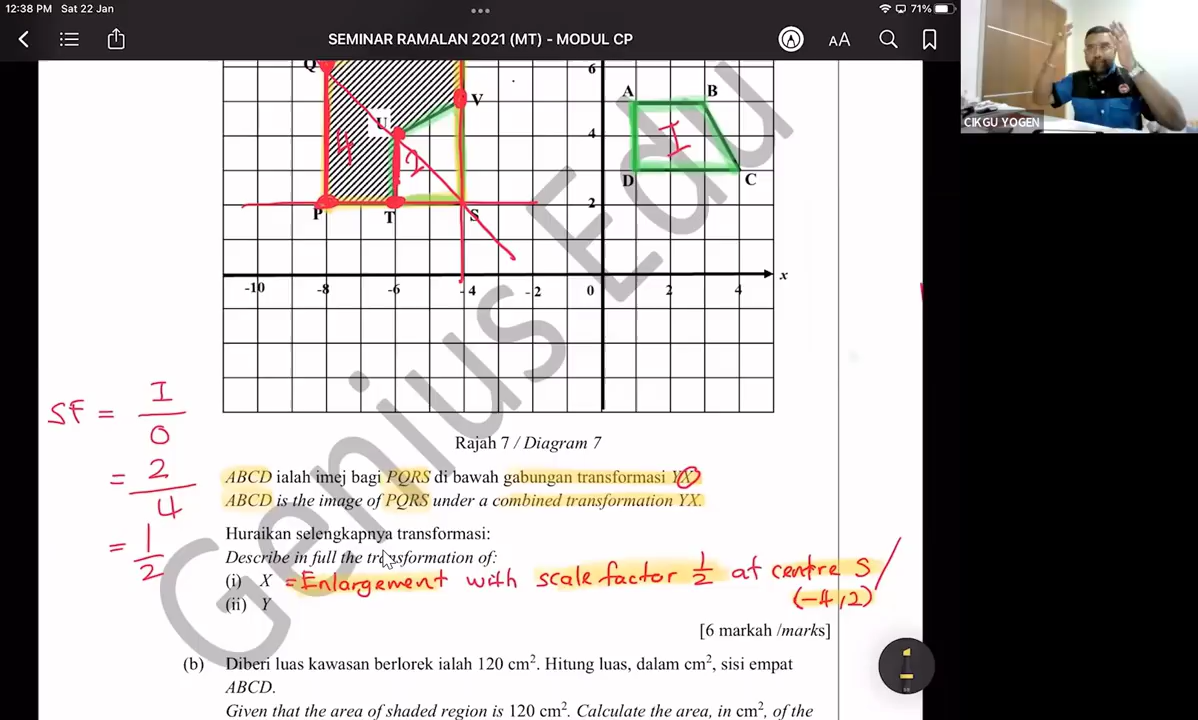 12:38 PM Sat 22 Jan
71%
SEMINAR RAMALAN 2021 (MT) - MODUL CP
AA
CIKGU YOGEN
Q
6
A B
V
U
4
4 2 I
D C
P T S
2
-10 -8 -6 -4 -2 0 2 4 x
Genius Edu
SF = I
0
= 2
4
= 1
2
Rajah 7 / Diagram 7
ABCD ialah imej bagi PQRS di bawah gabungan transformasi YX
ABCD is the image of PQRS under a combined transformation YX.
Huraikan selengkapnya transformasi:
Describe in full the transformation of:
(i) X = Enlargement with scale factor 1/2 at centre S /
(-4,2)
(ii) Y
[6 markah /marks]
(b) Diberi luas kawasan berlorek ialah 120 cm². Hitung luas, dalam cm², sisi empat
ABCD.
Given that the area of shaded region is 120 cm². Calculate the area, in cm², of the